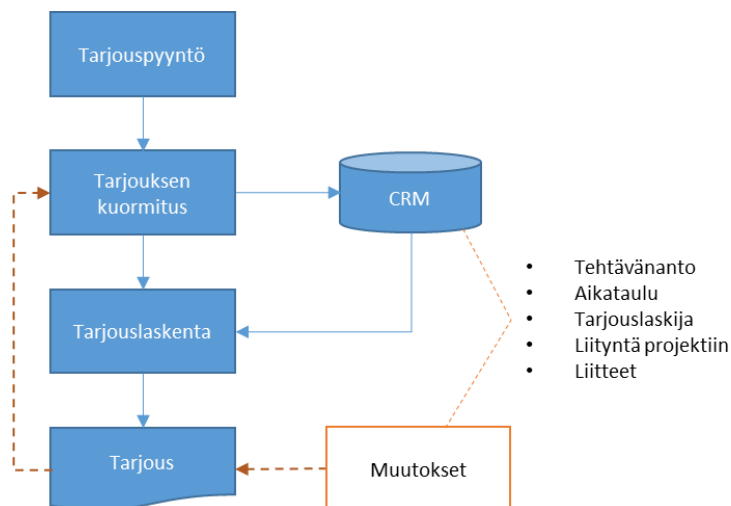 Tarjouspyyntö
Tarjouksen
kuormitus
CRM
• Tehtävänanto
• Aikataulu
• Tarjouslaskija
• Liityntä projektiin
• Liitteet
Tarjouslaskenta
Tarjous
Muutokset